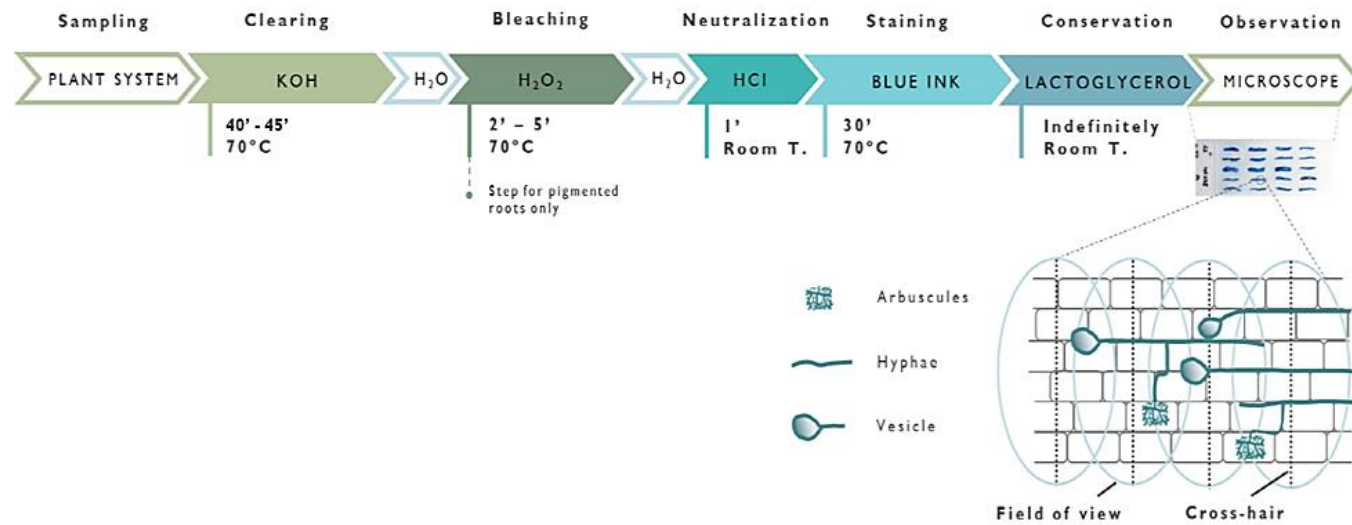 Sampling
Clearing
Bleaching
Neutralization
Staining
Conservation
Observation
PLANT SYSTEM
KOH
H₂O
H₂O₂
H₂O
HCl
BLUE INK
LACTOGLYCEROL
MICROSCOPE
40’ - 45’
70°C
2’ – 5’
70°C
1’
Room T.
30’
70°C
Indefinitely
Room T.
Step for pigmented
roots only
Arbuscules
Hyphae
Vesicle
Field of view
Cross-hair